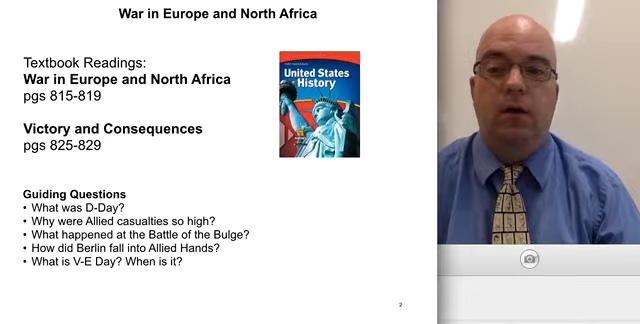 War in Europe and North Africa
Textbook Readings:
War in Europe and North Africa
pgs 815-819
United States
History
Victory and Consequences
pgs 825-829
Guiding Questions
• What was D-Day?
• Why were Allied casualties so high?
• What happened at the Battle of the Bulge?
• How did Berlin fall into Allied Hands?
• What is V-E Day? When is it?
2